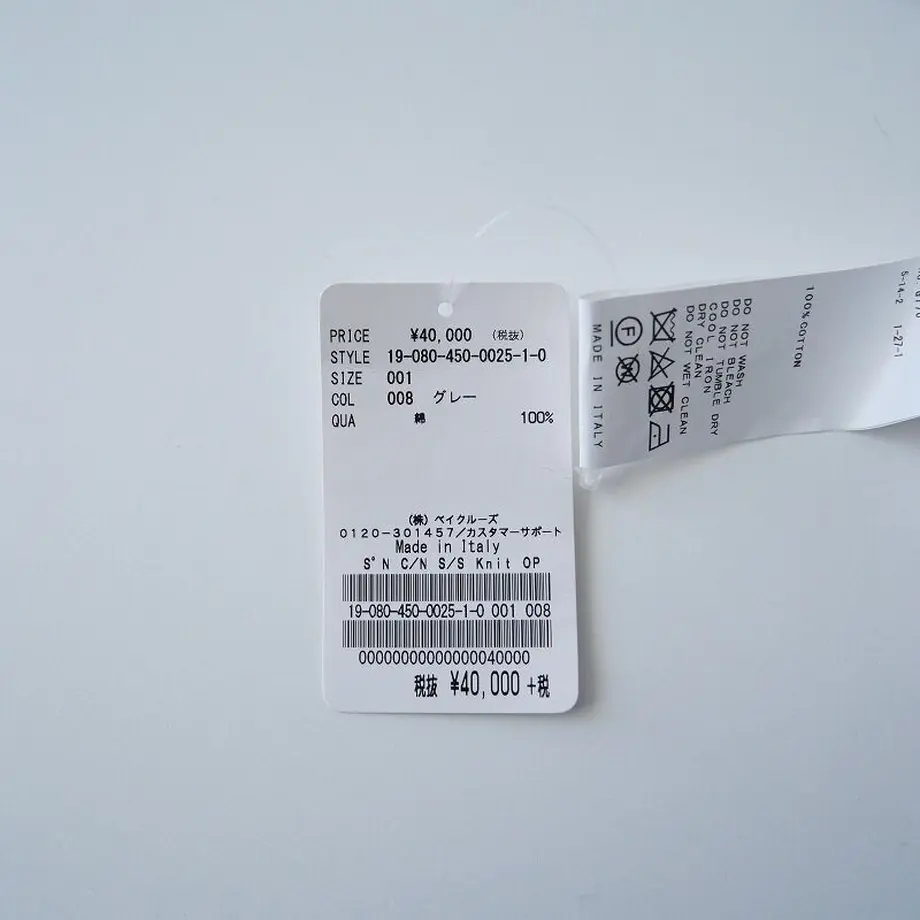 PRICE ¥40,000 (税抜)
STYLE 19-080-450-0025-1-0
SIZE 001
COL 008 グレー
QUA 綿 100%
(株) ベイクルーズ
0120-301457/カスタマーサポート
Made in Italy
S°N C/N S/S Knit OP
19-080-450-0025-1-0 001 008
00000000000000040000
税抜 ¥40,000 +税
5-14-2
1-27-1
100% COTTON
DO NOT WASH
DO NOT BLEACH
DO NOT TUMBLE DRY
COOL IRON
DRY CLEAN
DO NOT WET CLEAN
F
MADE IN ITALY